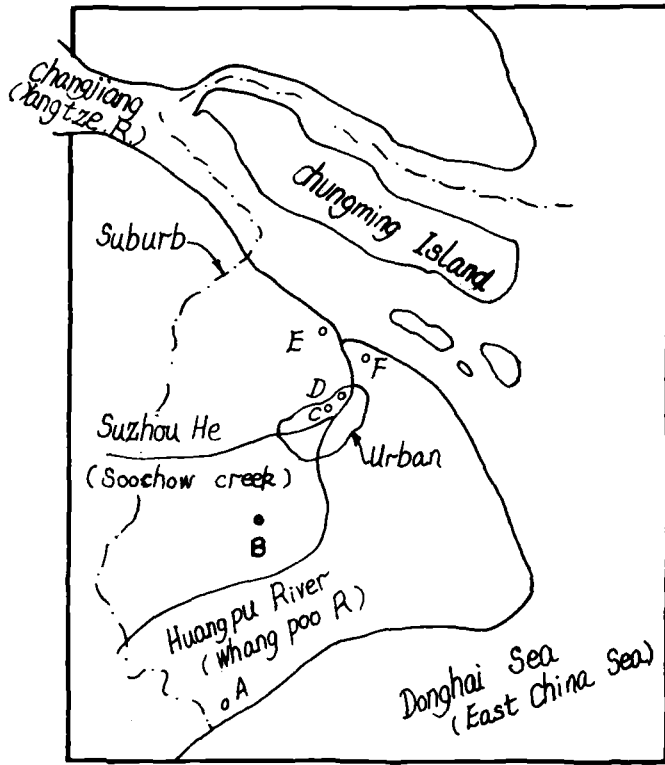 Changjiang
(Yangtze. R.)
Chungming Island
Suburb
E
F
D
C
Suzhou He
(Soochow creek)
Urban
B
Huangpu River
(Whang poo R)
A
Donghai Sea
(East China Sea)